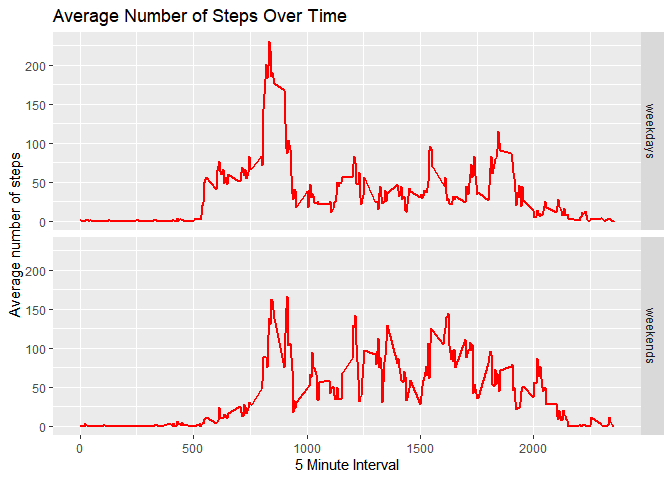 Average Number of Steps Over Time
200
150
100
50
0
weekdays
200
150
100
50
0
weekends
Average number of steps
0 500 1000 1500 2000
5 Minute Interval